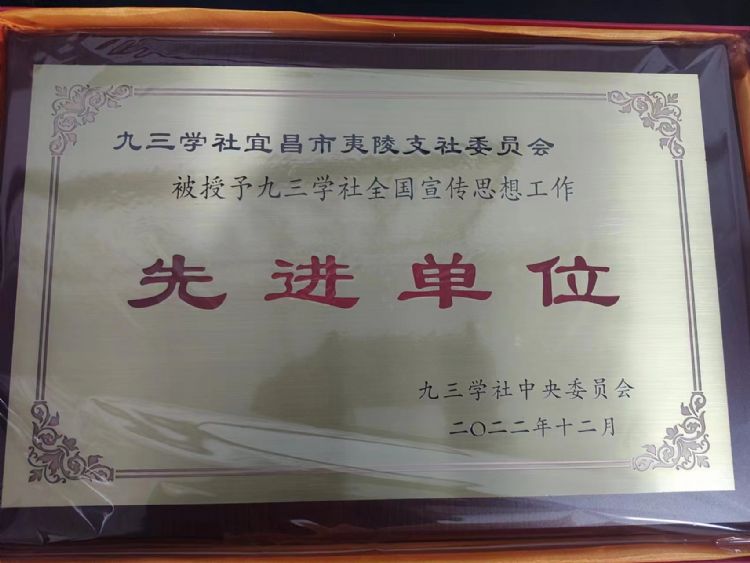 九三学社宜昌市夷陵支社委员会
被授予九三学社全国宣传思想工作
先进单位
九三学社中央委员会
二〇二二年十二月